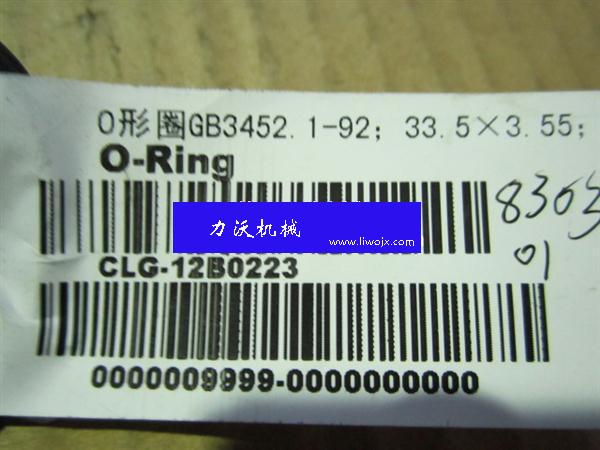 O形圈GB3452.1-92; 33.5×3.55;
O-Ring
力沃机械
www.liwojx.com
8303
01
CLG-12B0223
0000009999-0000000000